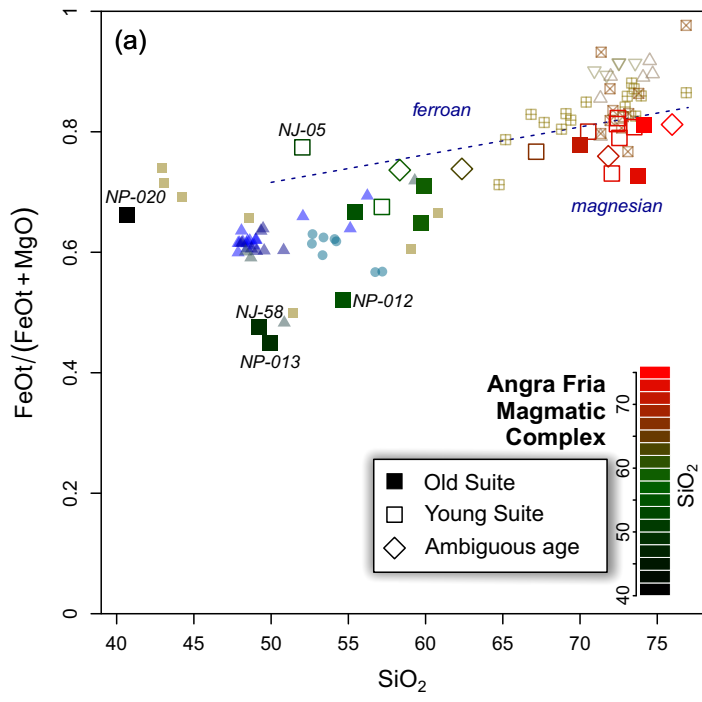 (a)
ferroan
NJ-05
magnesian
NP-020
NP-012
NJ-58
NP-013
Angra Fria
Magmatic
Complex
Old Suite
Young Suite
Ambiguous age
40 50 60 70
SiO₂
FeOt/(FeOt + MgO)
0 0.2 0.4 0.6 0.8 1
40 45 50 55 60 65 70 75
SiO₂